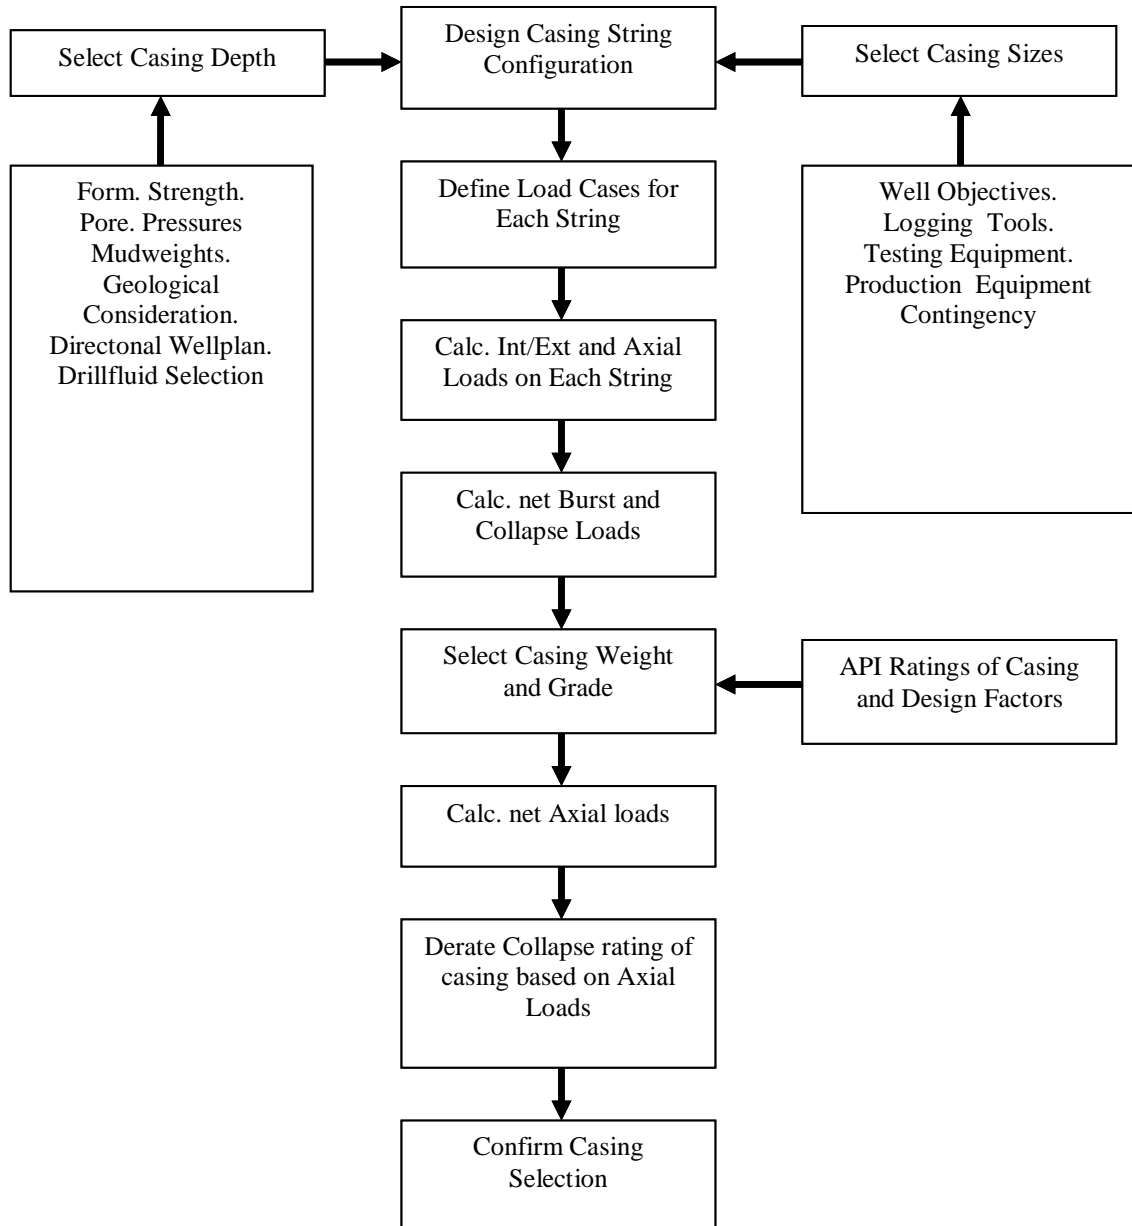 Select Casing Depth
Design Casing String
Configuration
Select Casing Sizes
Form. Strength.
Pore. Pressures
Mudweights.
Geological
Consideration.
Directonal Wellplan.
Drillfluid Selection
Define Load Cases for
Each String
Well Objectives.
Logging Tools.
Testing Equipment.
Production Equipment
Contingency
Calc. Int/Ext and Axial
Loads on Each String
Calc. net Burst and
Collapse Loads
Select Casing Weight
and Grade
API Ratings of Casing
and Design Factors
Calc. net Axial loads
Derate Collapse rating of
casing based on Axial
Loads
Confirm Casing
Selection